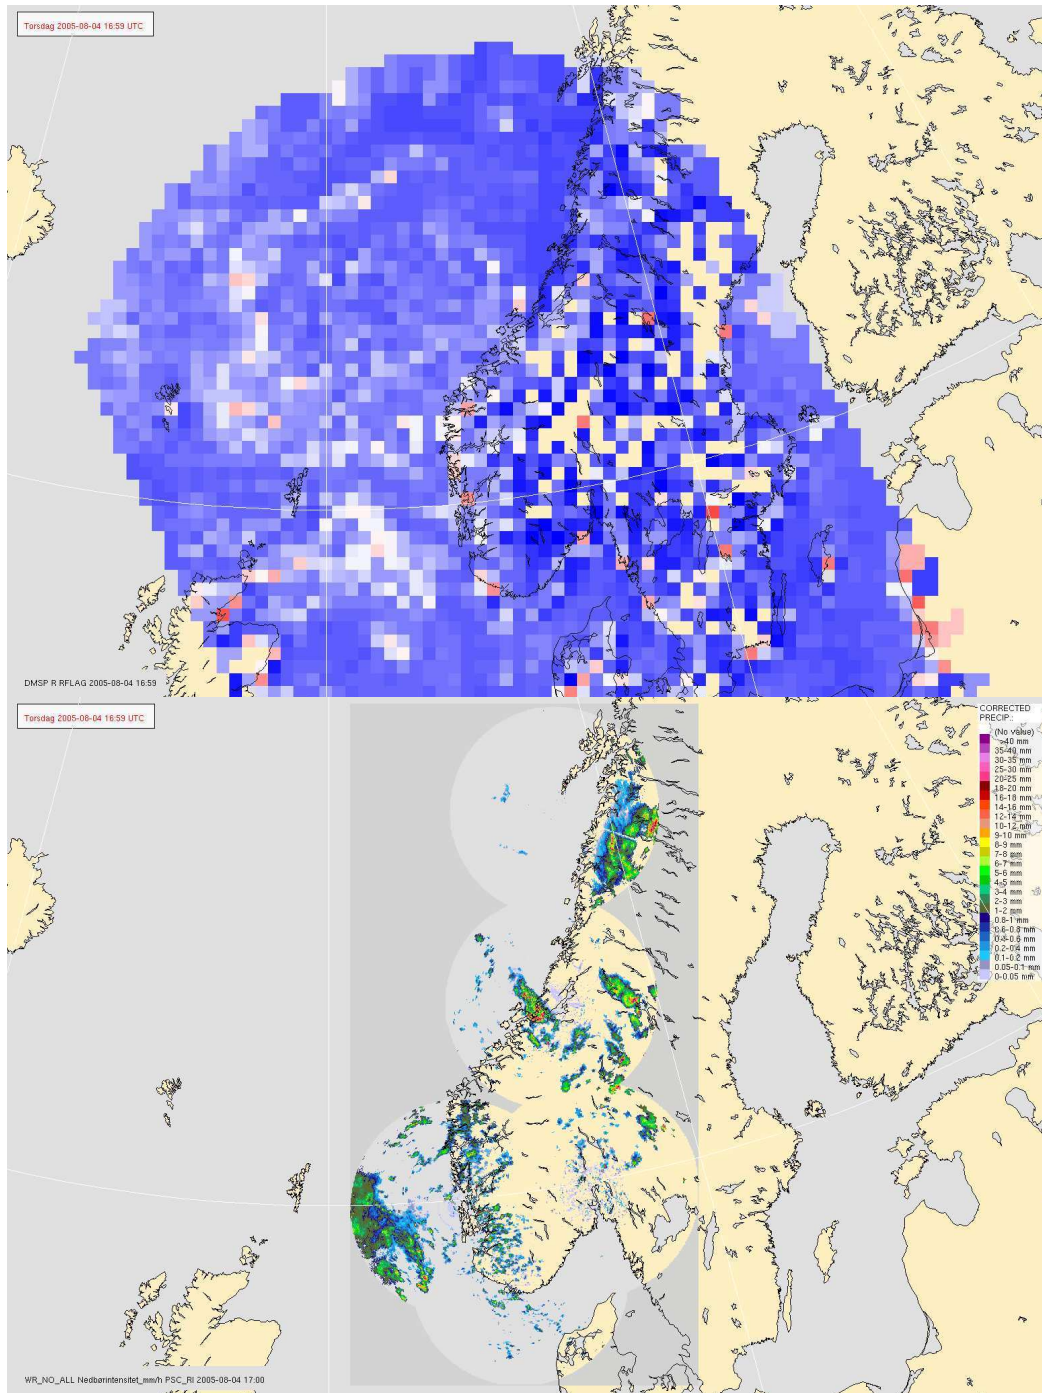 Torsdag 2005-08-04 16:59 UTC
DMSP R RFLAG 2005-08-04 16:59
Torsdag 2005-08-04 16:59 UTC
CORRECTED
PRECIP.:
(No value)
>40 mm
35-40 mm
30-35 mm
25-30 mm
20-25 mm
18-20 mm
16-18 mm
14-16 mm
12-14 mm
10-12 mm
9-10 mm
8-9 mm
7-8 mm
6-7 mm
5-6 mm
4-5 mm
3-4 mm
2-3 mm
1-2 mm
0.8-1 mm
0.6-0.8 mm
0.4-0.6 mm
0.2-0.4 mm
0.1-0.2 mm
0.05-0.1 mm
0-0.05 mm
WR_NO_ALL Nedbørintensitet_mm/h PSC_RI 2005-08-04 17:00